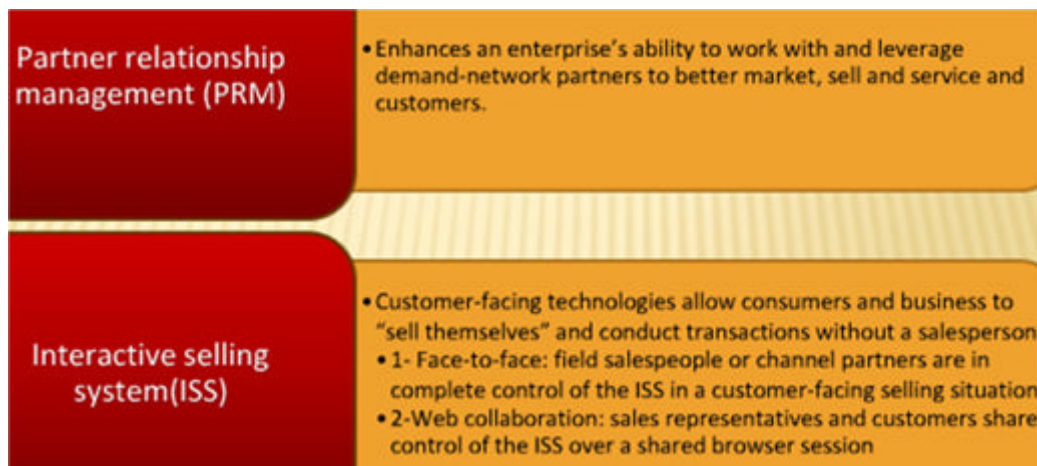 Partner relationship
management (PRM)
• Enhances an enterprise's ability to work with and leverage
demand-network partners to better market, sell and service and
customers.
Interactive selling
system(ISS)
• Customer-facing technologies allow consumers and business to
"sell themselves" and conduct transactions without a salesperson
• 1- Face-to-face: field salespeople or channel partners are in
complete control of the ISS in a customer-facing selling situation
• 2-Web collaboration: sales representatives and customers share
control of the ISS over a shared browser session